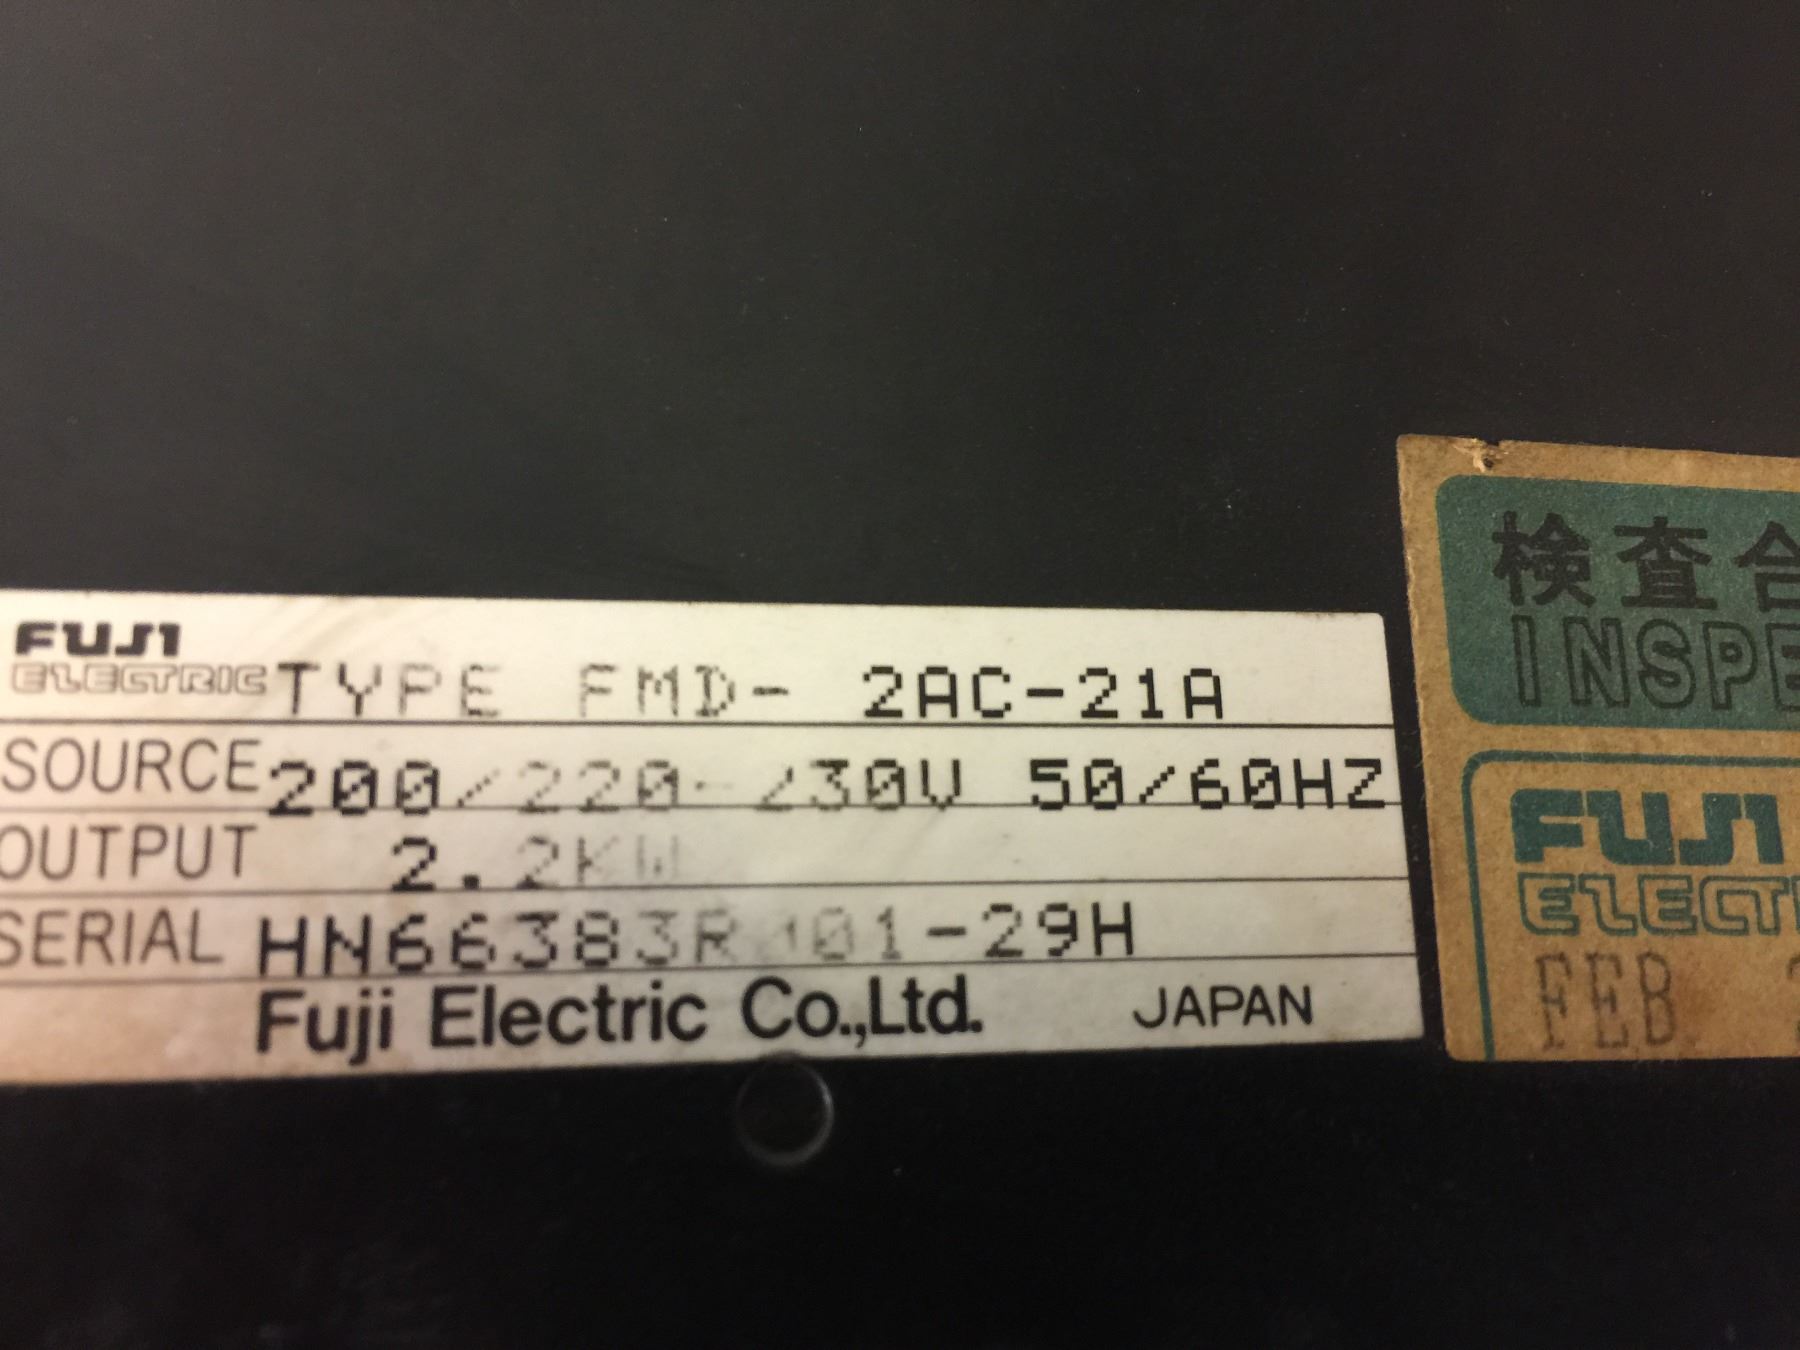 FUJI
ELECTRIC TYPE FMD- 2AC-21A
SOURCE 200/220-230V 50/60HZ
OUTPUT 2.2KW
SERIAL -29H
Fuji Electric Co.,Ltd. JAPAN
検査合
INSPE
FUJI
ELECT
FEB.